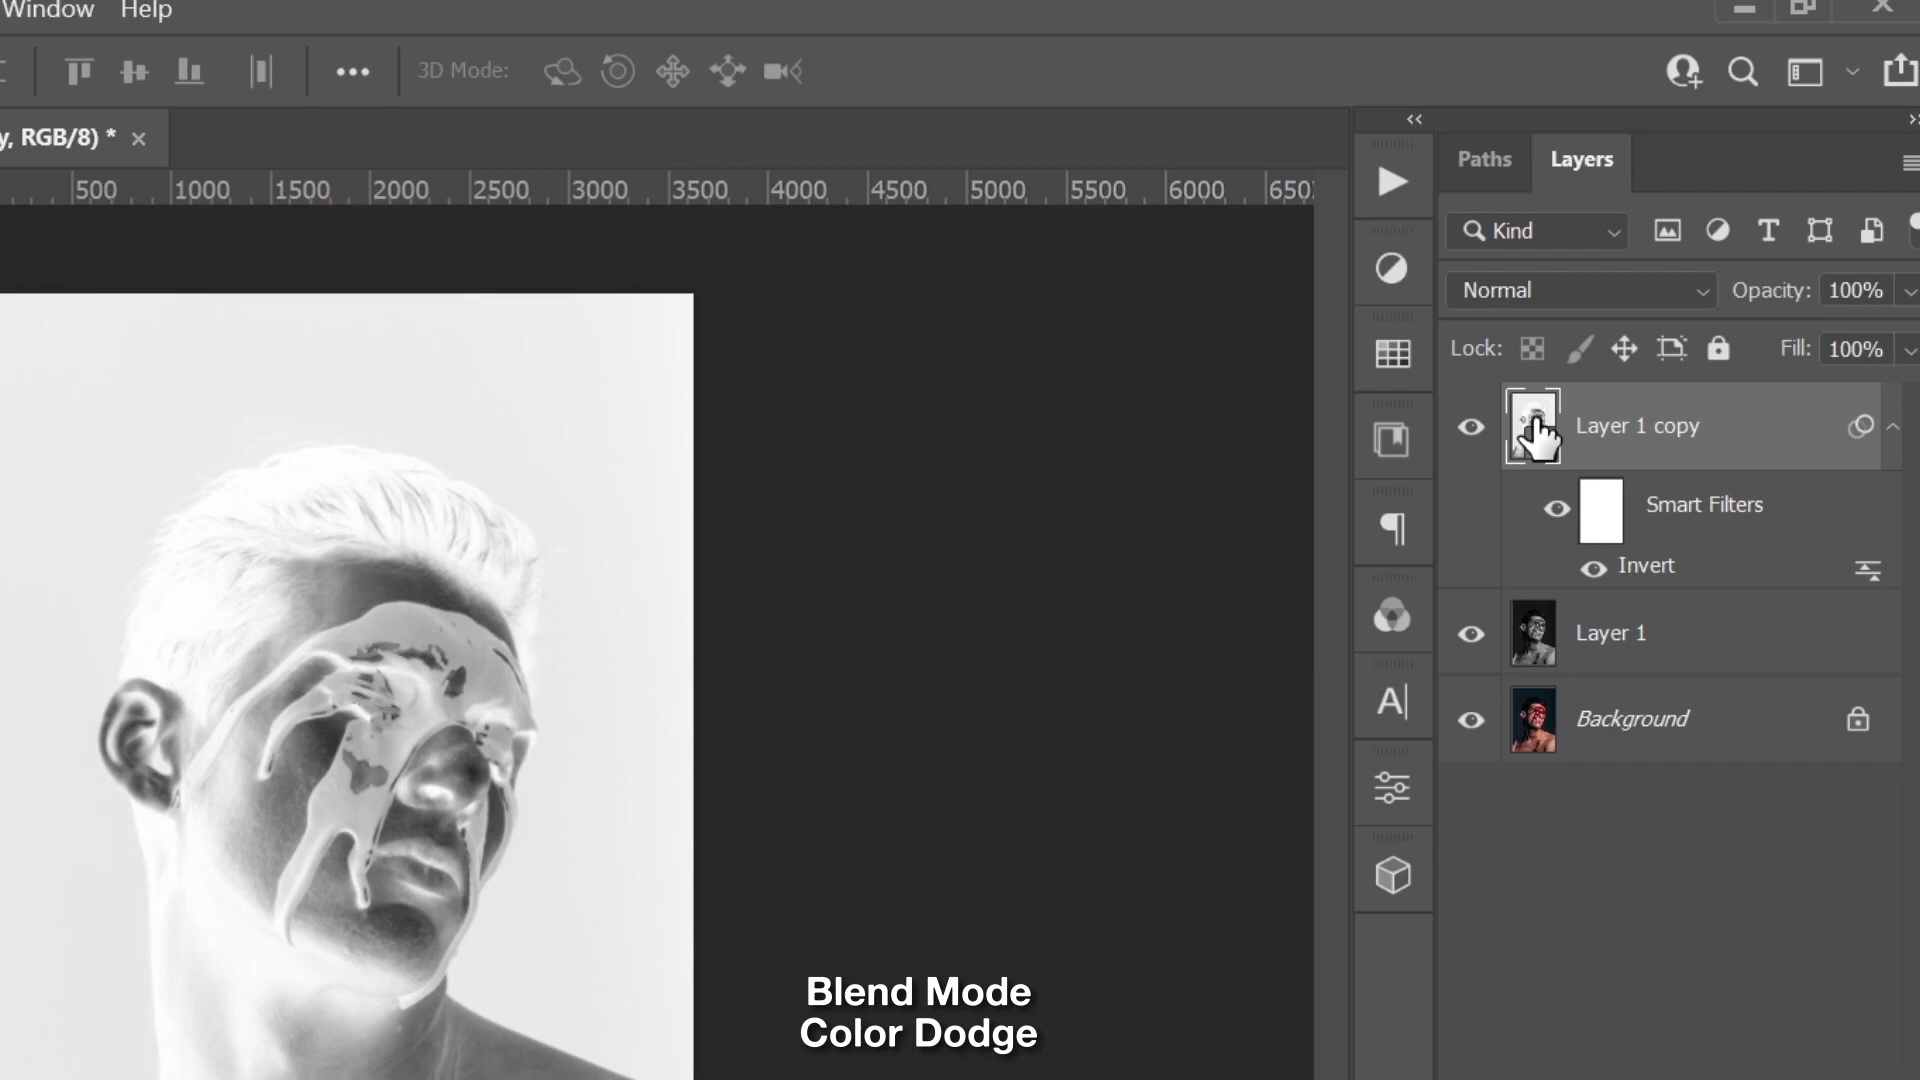 Window Help
3D Mode:
y, RGB/8) *
500 1000 1500 2000 2500 3000 3500 4000 4500 5000 5500 6000 650
Paths Layers
Kind
Normal Opacity: 100%
Lock: Fill: 100%
Layer 1 copy
Smart Filters
Invert
Layer 1
Background
Blend Mode
Color Dodge